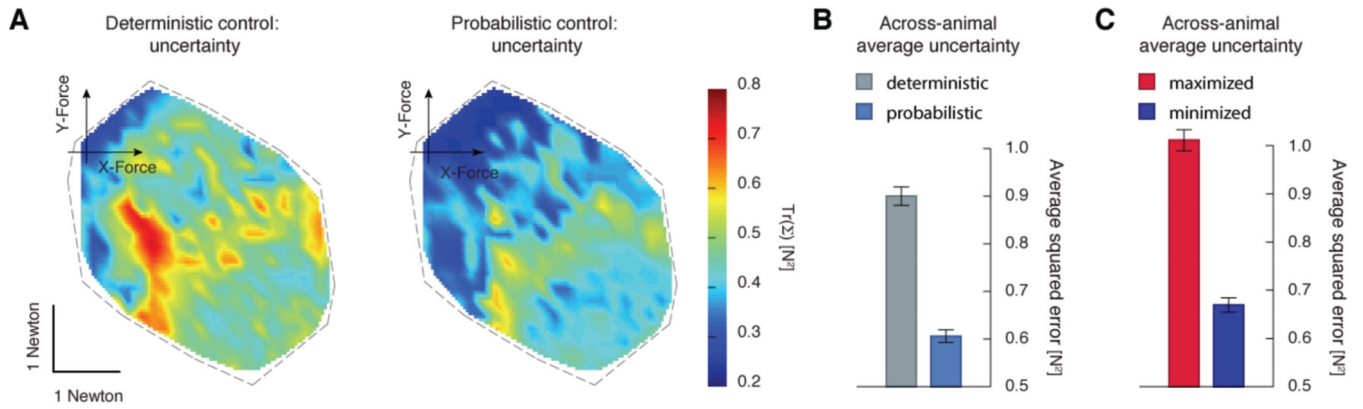 A
Deterministic control:
uncertainty
Y-Force
X-Force
1 Newton
1 Newton
Probabilistic control:
uncertainty
Y-Force
X-Force
0.8
0.7
0.6
0.5
0.4
0.3
0.2
Tr(Σ) [N²]
B
Across-animal
average uncertainty
deterministic
probabilistic
1.0
0.9
0.8
0.7
0.6
0.5
Average squared error [N²]
C
Across-animal
average uncertainty
maximized
minimized
1.0
0.9
0.8
0.7
0.6
0.5
Average squared error [N²]